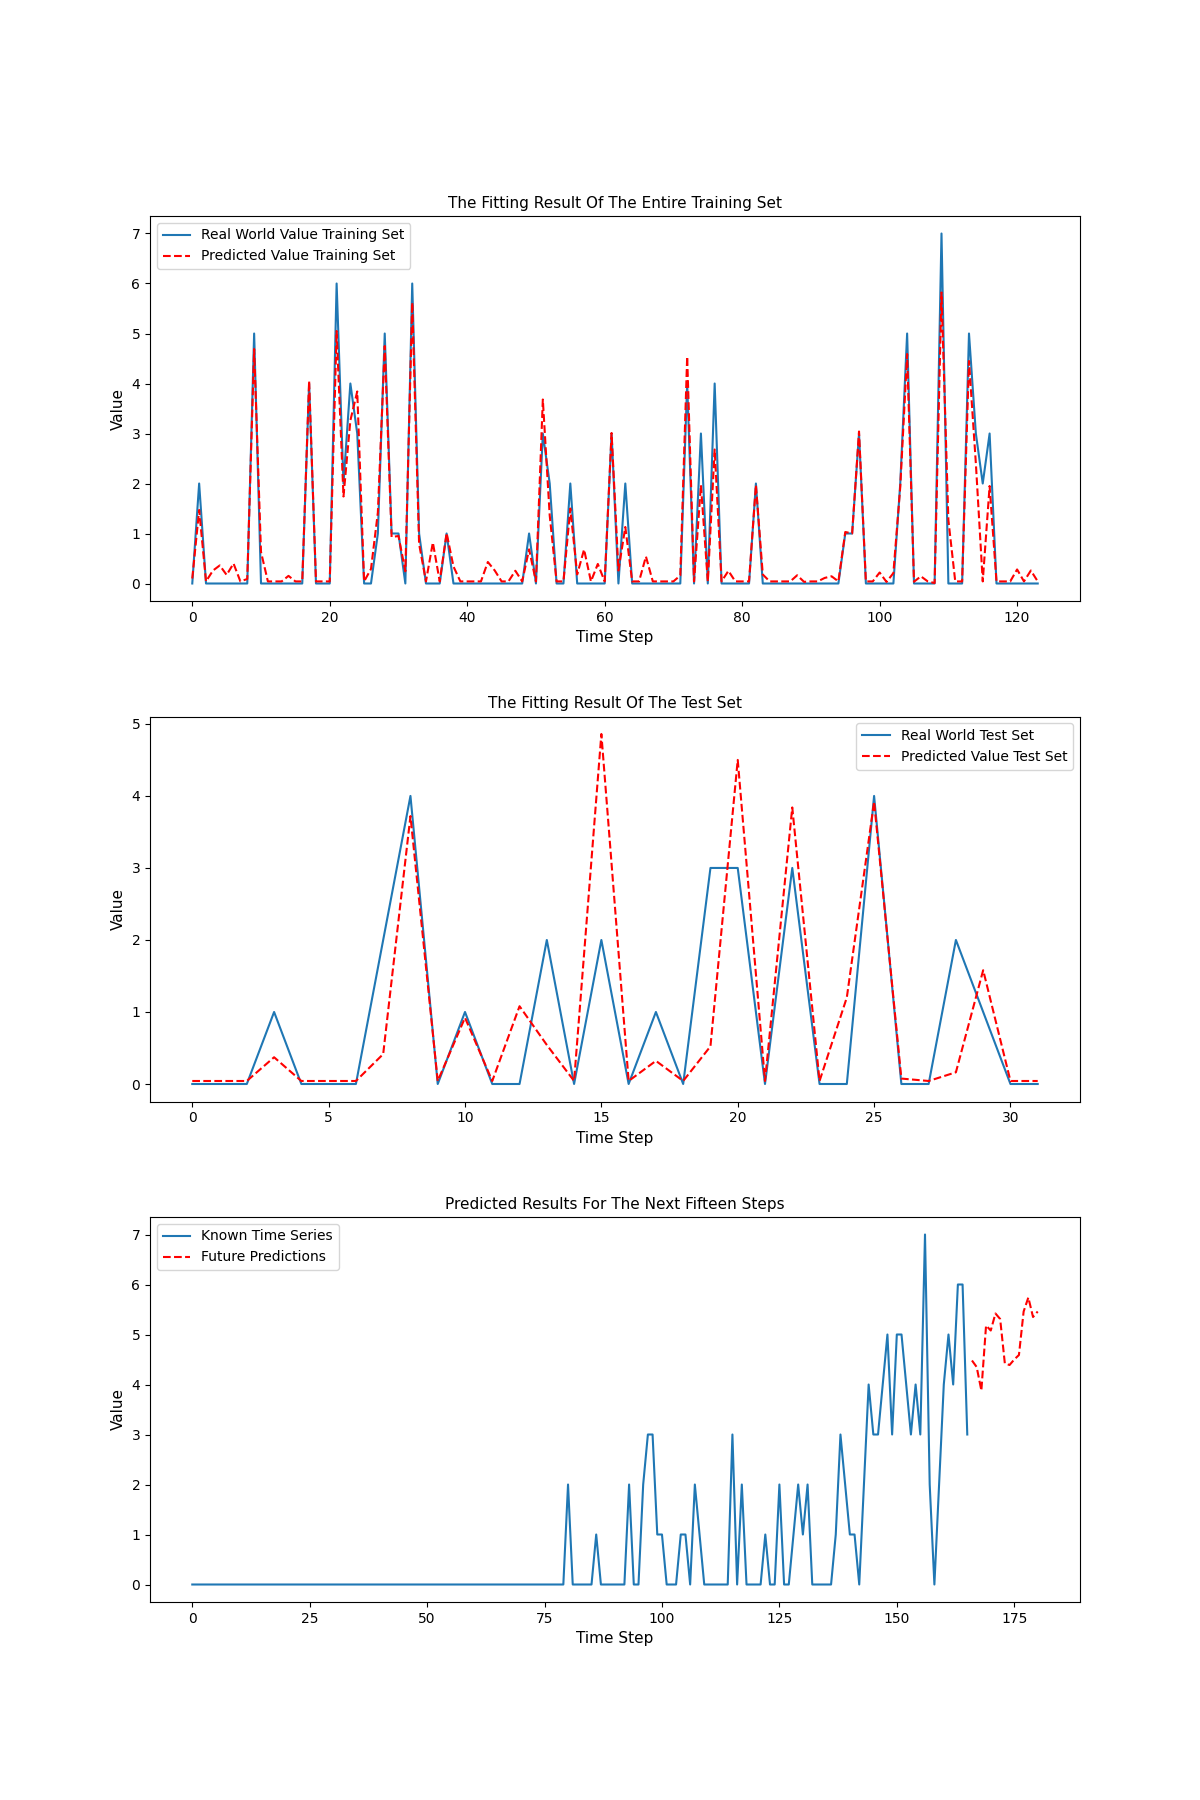 The Fitting Result Of The Entire Training Set
Real World Value Training Set
Predicted Value Training Set
7
6
5
4
3
2
1
0
Value
0 20 40 60 80 100 120
Time Step
The Fitting Result Of The Test Set
Real World Test Set
Predicted Value Test Set
5
4
3
2
1
0
Value
0 5 10 15 20 25 30
Time Step
Predicted Results For The Next Fifteen Steps
Known Time Series
Future Predictions
7
6
5
4
3
2
1
0
Value
0 25 50 75 100 125 150 175
Time Step